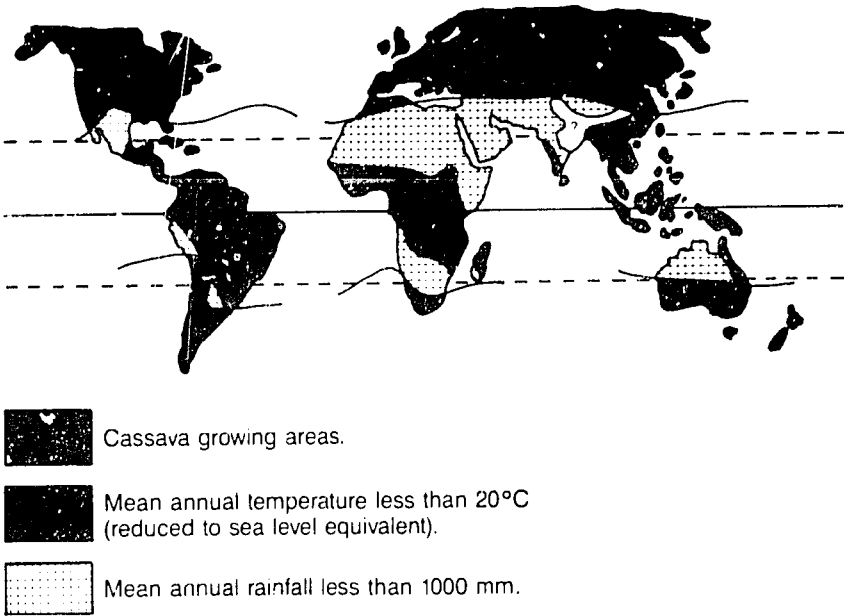 Cassava growing areas.
Mean annual temperature less than 20°C
(reduced to sea level equivalent).
Mean annual rainfall less than 1000 mm.